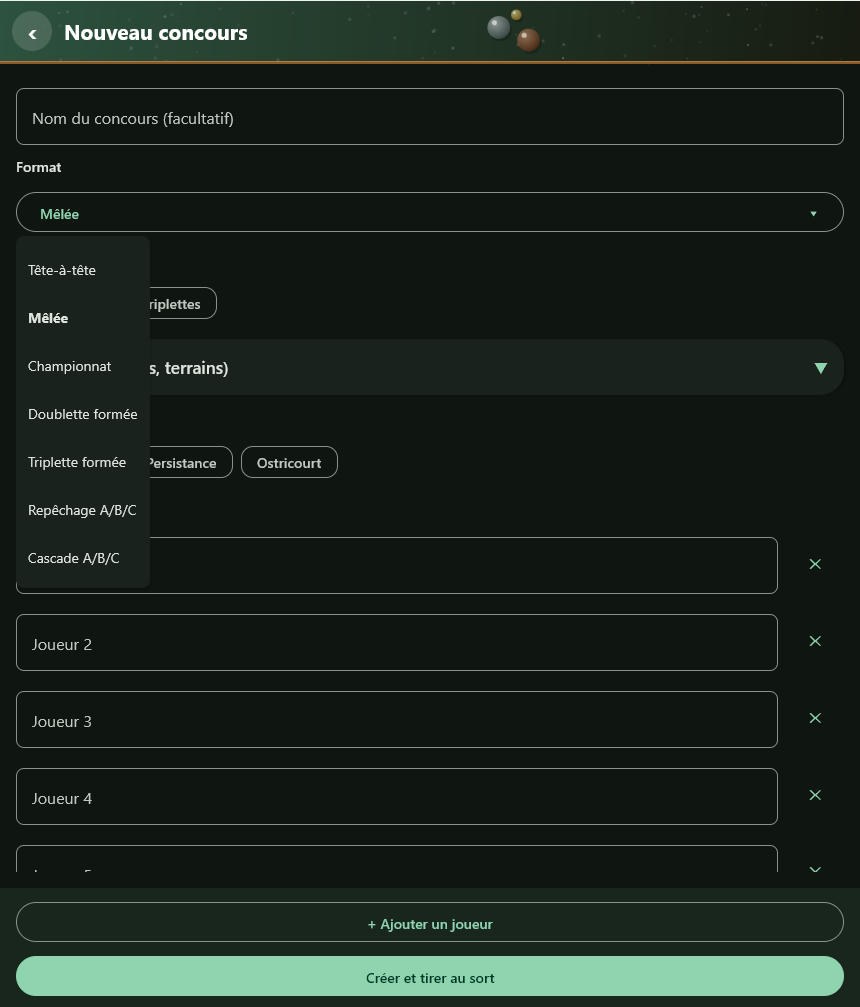 Nouveau concours
Nom du concours (facultatif)
Format
Mêlée
Tête-à-tête
Mêlée
Championnat
Doublette formée
Triplette formée
Repêchage A/B/C
Cascade A/B/C
terrains)
Persistance
Ostricourt
Joueur 2
Joueur 3
Joueur 4
+ Ajouter un joueur
Créer et tirer au sort